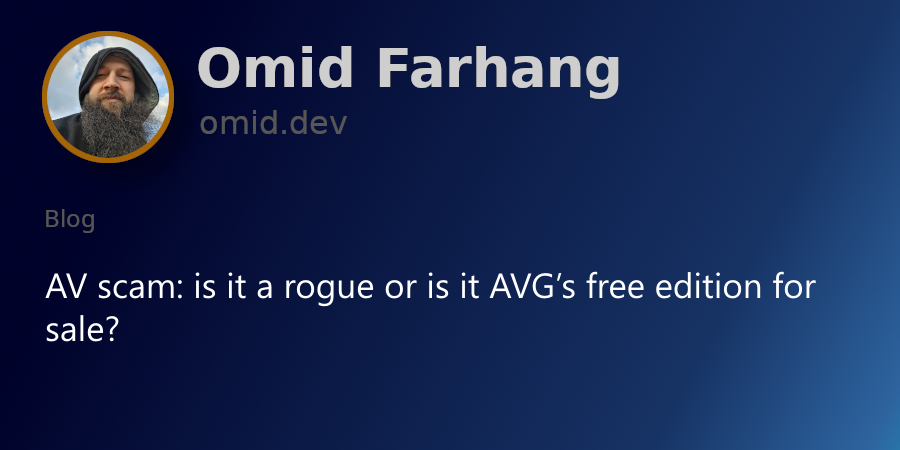 Omid Farhang
omid.dev
Blog
AV scam: is it a rogue or is it AVG’s free edition for
sale?